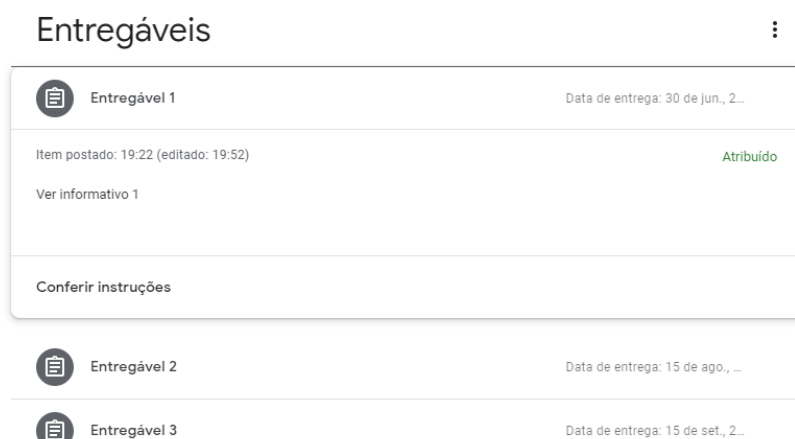 Entregáveis
Entregável 1
Data de entrega: 30 de jun., 2...
Item postado: 19:22 (editado: 19:52)
Atribuído
Ver informativo 1
Conferir instruções
Entregável 2
Data de entrega: 15 de ago., ...
Entregável 3
Data de entrega: 15 de set., 2...